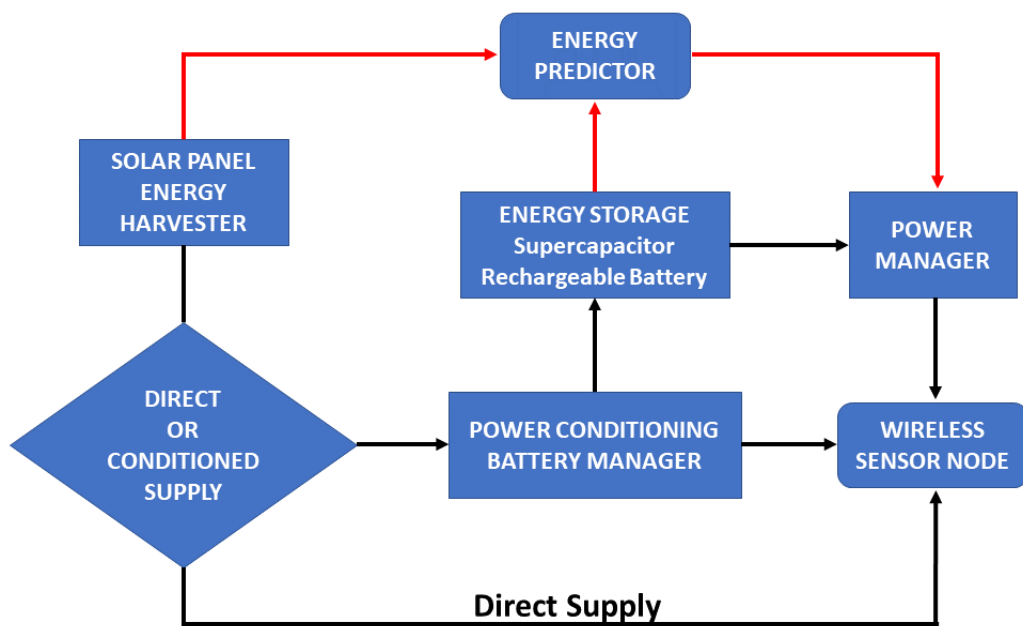 ENERGY
PREDICTOR
SOLAR PANEL
ENERGY
HARVESTER
ENERGY STORAGE
Supercapacitor
Rechargeable Battery
POWER
MANAGER
DIRECT
OR
CONDITIONED
SUPPLY
POWER CONDITIONING
BATTERY MANAGER
WIRELESS
SENSOR NODE
Direct Supply